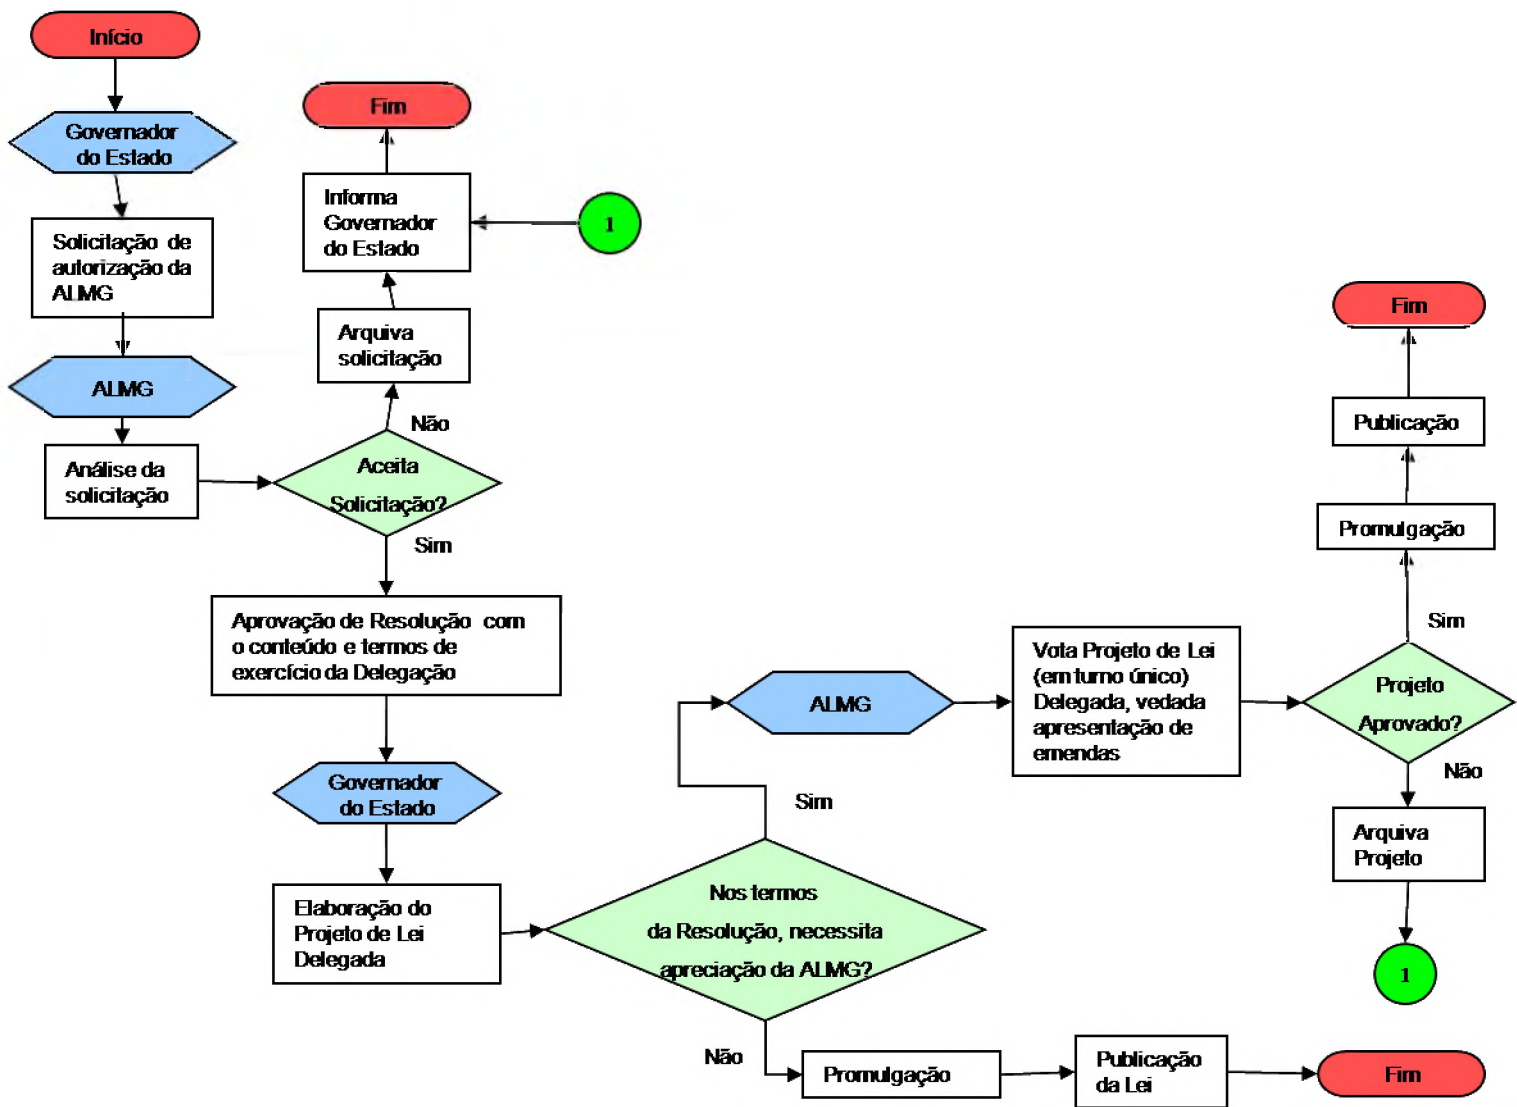 Início
Governador
do Estado
Solicitação de
autorização da
ALMG
ALMG
Análise da
solicitação
Aceita
Solicitação?
Não
Arquiva
solicitação
Informa
Governador
do Estado
1
Fim
Sim
Aprovação de Resolução com
o conteúdo e termos de
exercício da Delegação
Governador
do Estado
Elaboração do
Projeto de Lei
Delegada
Nos termos
da Resolução, necessita
apreciação da ALMG?
Sim
ALMG
Vota Projeto de Lei
(em turno único)
Delegada, vedada
apresentação de
emendas
Projeto
Aprovado?
Sim
Promulgação
Publicação
Fim
Não
Arquiva
Projeto
1
Não
Promulgação
Publicação
da Lei
Fim